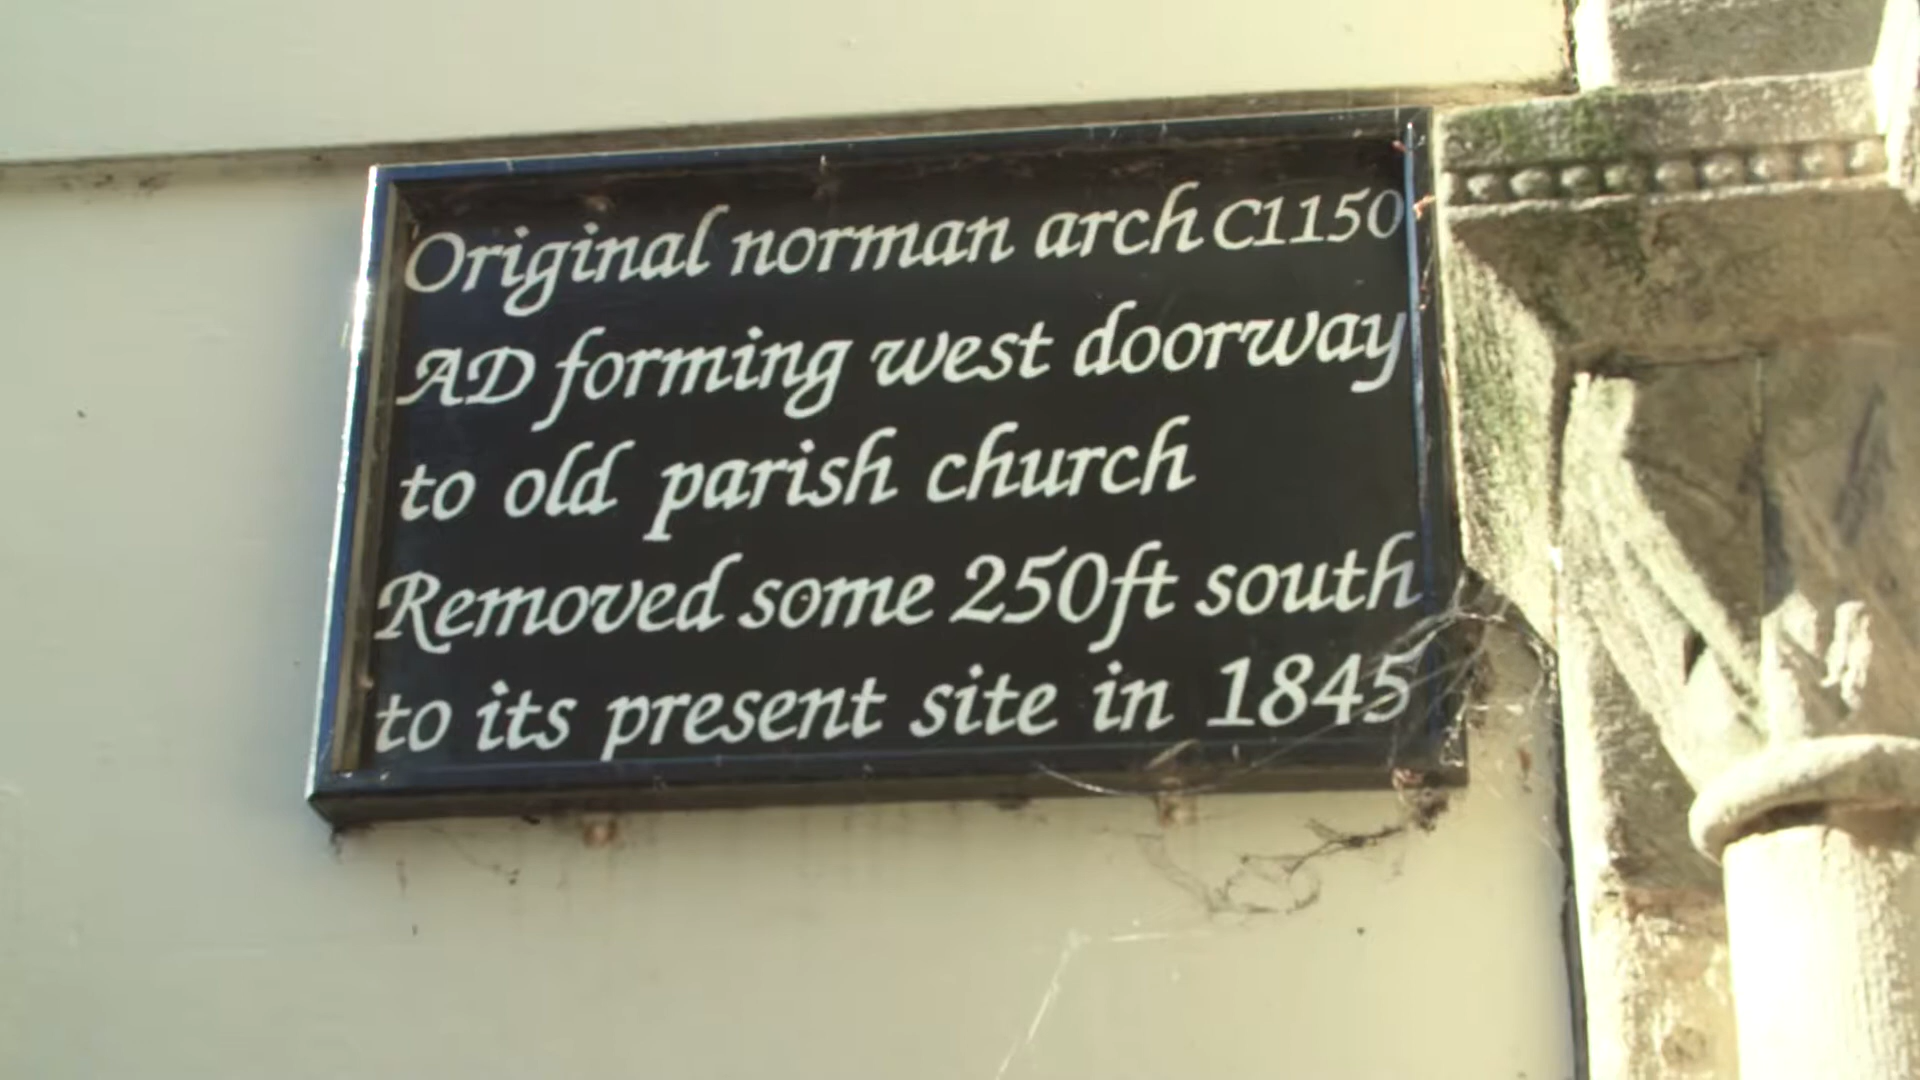 Original norman arch C1150
AD forming west doorway
to old parish church
Removed some 250ft south
to its present site in 1845